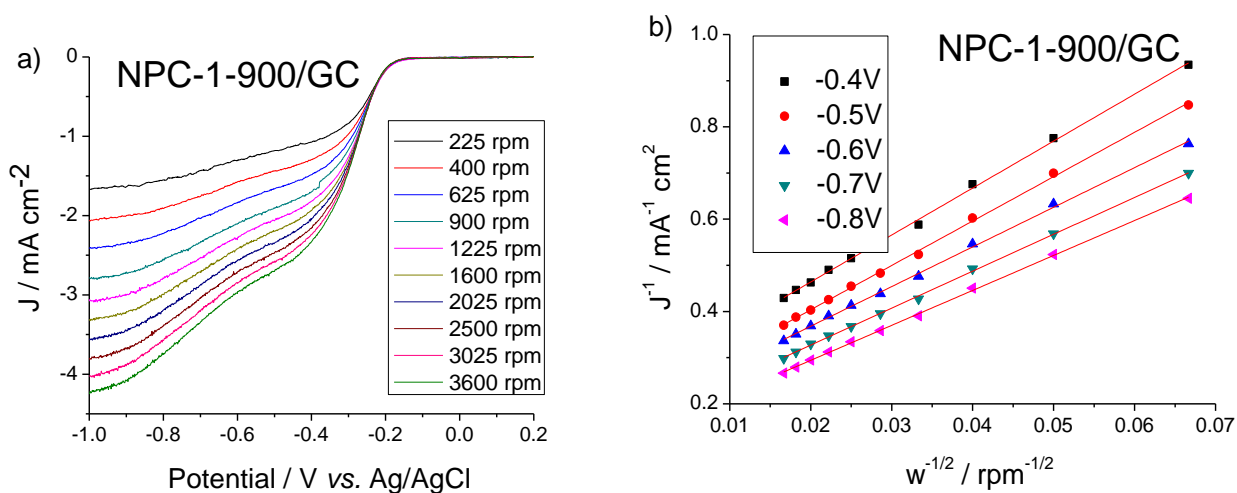 a)
NPC-1-900/GC
J / mA cm-2
0
-1
-2
-3
-4
225 rpm
400 rpm
625 rpm
900 rpm
1225 rpm
1600 rpm
2025 rpm
2500 rpm
3025 rpm
3600 rpm
-1.0 -0.8 -0.6 -0.4 -0.2 0.0 0.2
Potential / V vs. Ag/AgCl
b)
NPC-1-900/GC
J-1 / mA-1 cm2
1.0
0.8
0.6
0.4
0.2
-0.4V
-0.5V
-0.6V
-0.7V
-0.8V
0.01 0.02 0.03 0.04 0.05 0.06 0.07
w-1/2 / rpm-1/2